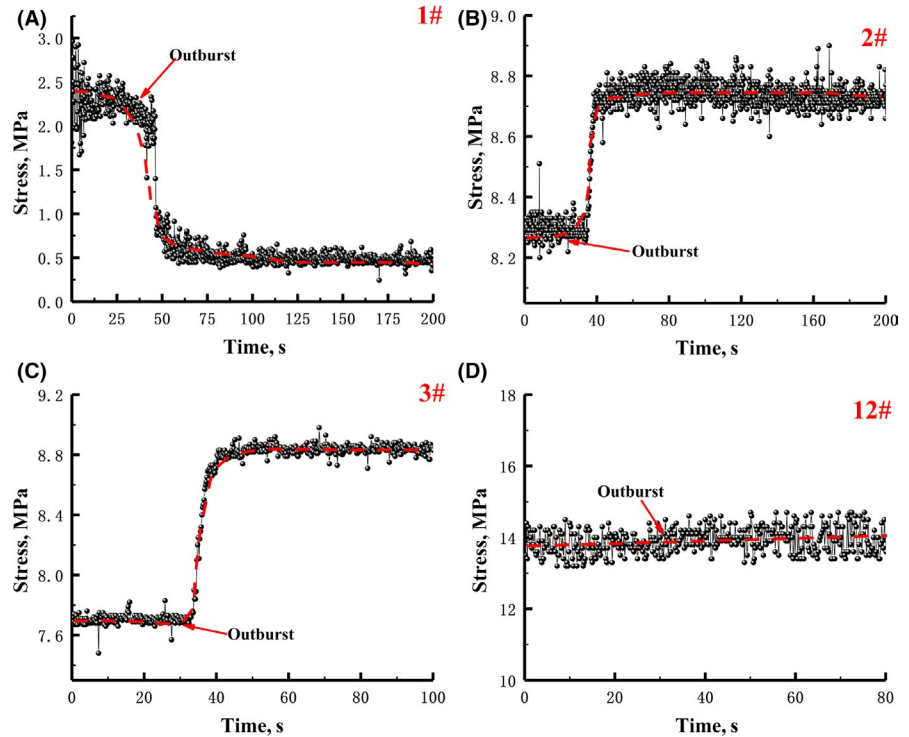 (A)
1#
Outburst
3.0
2.5
2.0
1.5
1.0
0.5
0.0
Stress, MPa
0 25 50 75 100 125 150 175 200
Time, s
(B)
2#
9.0
8.8
8.4
8.2
Stress, MPa
Outburst
0 40 80 120 160 200
Time, s
(C)
3#
9.2
8.8
8.4
8.0
7.6
Stress, MPa
Outburst
0 20 40 60 80 100
Time, s
(D)
12#
18
16
14
12
10
Stress, MPa
Outburst
0 20 40 60 80
Time, s